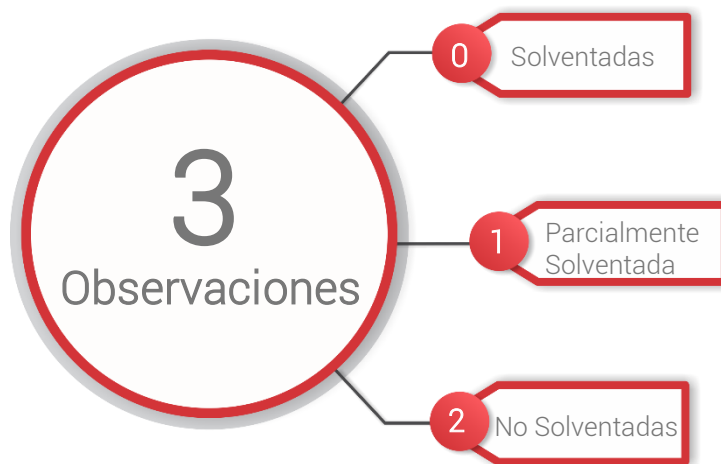 3
Observaciones
0
Solventadas
1
Parcialmente
Solventada
2
No Solventadas